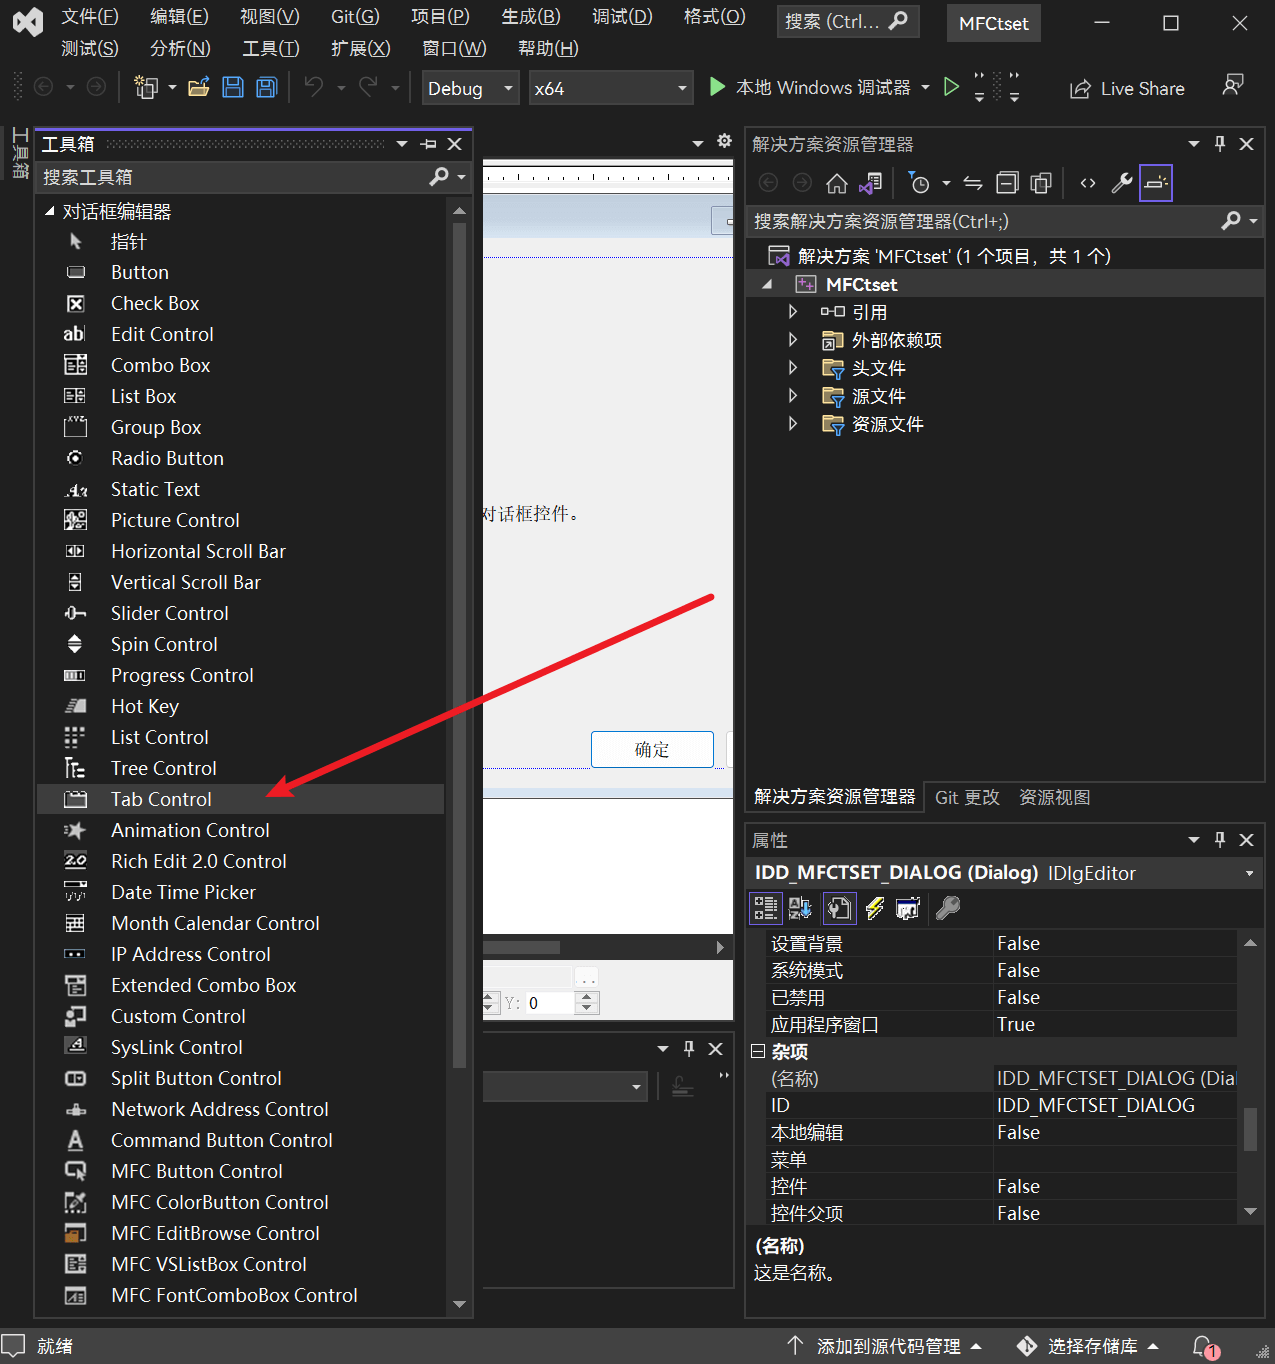 文件(F) 编辑(E) 视图(V) Git(G) 项目(P) 生成(B) 调试(D) 格式(O) 搜索 (Ctrl... MFCtset
测试(S) 分析(N) 工具(T) 扩展(X) 窗口(W) 帮助(H)
Debug x64 本地 Windows 调试器 Live Share
工具箱
工具箱
搜索工具箱
对话框编辑器
指针
Button
Check Box
Edit Control
Combo Box
List Box
Group Box
Radio Button
Static Text
Picture Control
Horizontal Scroll Bar
Vertical Scroll Bar
Slider Control
Spin Control
Progress Control
Hot Key
List Control
Tree Control
Tab Control
Animation Control
Rich Edit 2.0 Control
Date Time Picker
Month Calendar Control
IP Address Control
Extended Combo Box
Custom Control
SysLink Control
Split Button Control
Network Address Control
Command Button Control
MFC Button Control
MFC ColorButton Control
MFC EditBrowse Control
MFC VSListBox Control
MFC FontComboBox Control
对话框控件。
确定
...
Y: 0
解决方案资源管理器
搜索解决方案资源管理器(Ctrl+;)
解决方案 'MFCtset' (1 个项目，共 1 个)
MFCtset
引用
外部依赖项
头文件
源文件
资源文件
解决方案资源管理器 Git 更改 资源视图
属性
IDD_MFCTSET_DIALOG (Dialog) IDlgEditor
设置背景 False
系统模式 False
已禁用 False
应用程序窗口 True
杂项
(名称) IDD_MFCTSET_DIALOG (Dial
ID IDD_MFCTSET_DIALOG
本地编辑 False
菜单
控件 False
控件父项 False
(名称)
这是名称。
就绪 添加到源代码管理 选择存储库 1